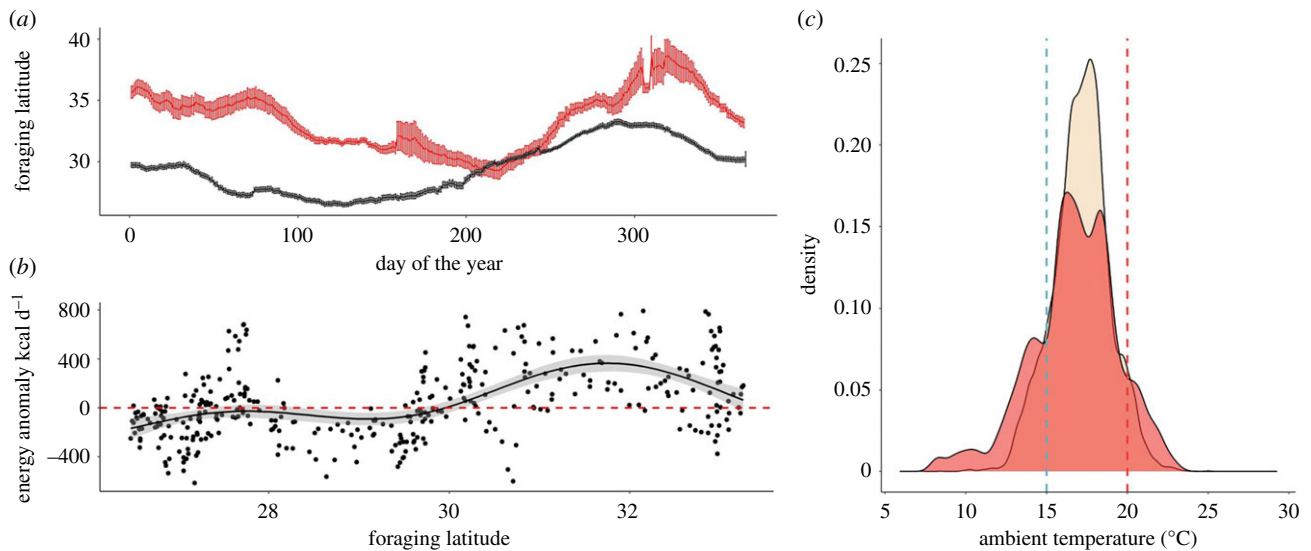 (a)
40
35
30
foraging latitude
0
100
200
300
day of the year
(b)
800
400
0
–400
energy anomaly kcal d⁻¹
28
30
32
foraging latitude
(c)
0.25
0.20
0.15
0.10
0.05
0
density
5
10
15
20
25
30
ambient temperature (°C)